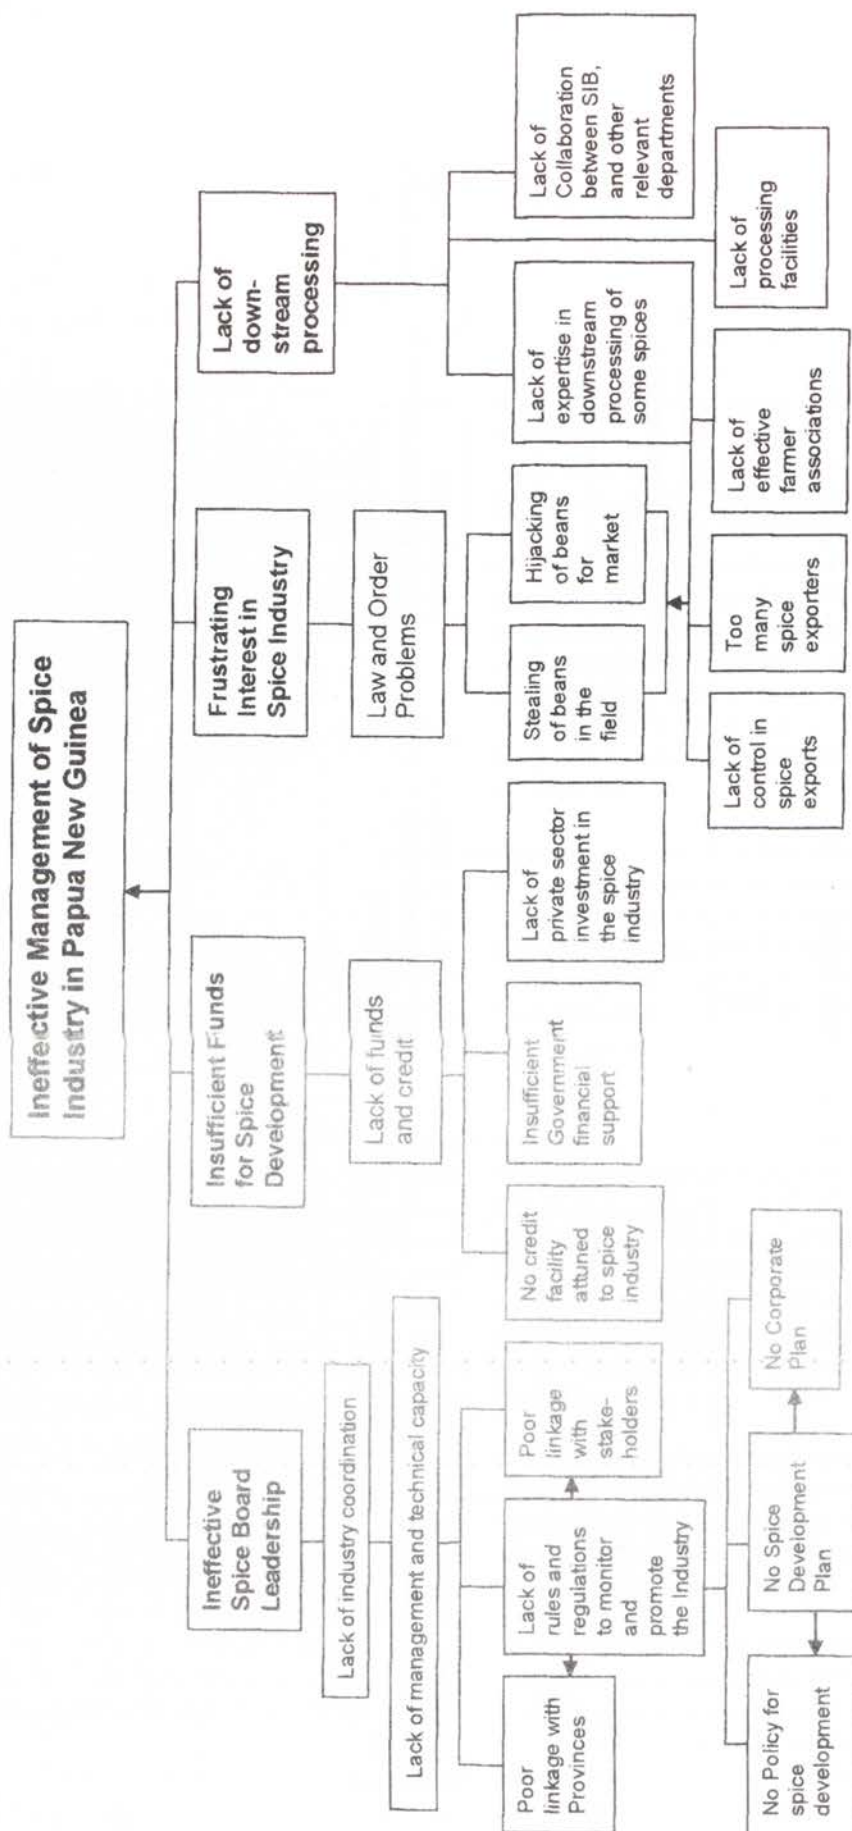 Ineffective Management of Spice
Industry in Papua New Guinea
Ineffective
Spice Board
Leadership
Insufficient Funds
for Spice
Development
Frustrating
Interest in
Spice Industry
Lack of
down-
stream
processing
Lack of industry coordination
Lack of management and technical capacity
Lack of funds
and credit
Law and Order
Problems
Poor
linkage with
Provinces
Lack of
rules and
regulations
to monitor
and
promote
the Industry
Poor
linkage
with
stake-
holders
No credit
facility
attuned
to spice
industry
Insufficient
Government
financial
support
Lack of
private sector
investment in
the spice
industry
Stealing
of beans
in the
field
Hijacking
of beans
for
market
Lack of
expertise in
downstream
processing of
some spices
Lack of
Collaboration
between SIB,
and other
relevant
departments
No Policy for
spice
development
No Spice
Development
Plan
No Corporate
Plan
Lack of
control in
spice
exports
Too
many
spice
exporters
Lack of
effective
farmer
associations
Lack of
processing
facilities